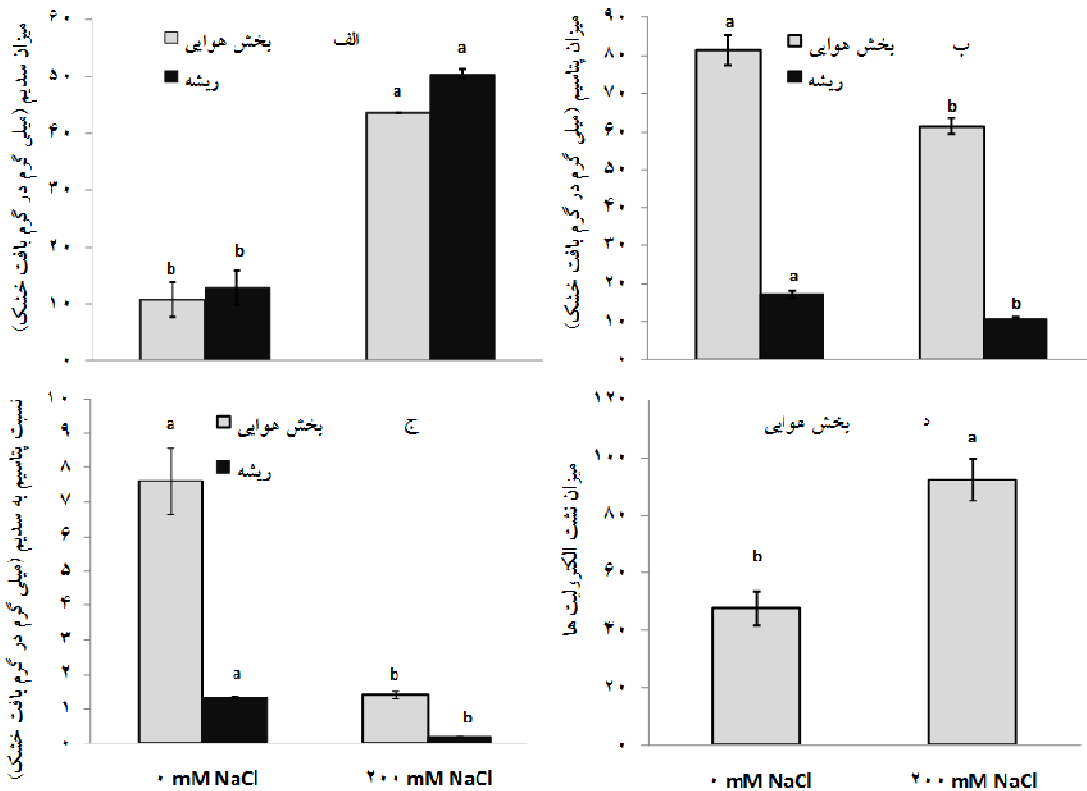 میزان سدیم (میلی گرم در گرم بافت خشک)
۶۰
۵۰
۴۰
۳۰
۲۰
۱۰
۰
الف
بخش هوایی
ریشه
b
b
a
a
میزان پتاسیم (میلی گرم در گرم بافت خشک)
۹۰
۸۰
۷۰
۶۰
۵۰
۴۰
۳۰
۲۰
۱۰
۰
ب
بخش هوایی
ریشه
a
a
b
b
نسبت پتاسیم به سدیم (میلی گرم در گرم بافت خشک)
۱۰
۹
۸
۷
۶
۵
۴
۳
۲
۱
۰
ج
بخش هوایی
ریشه
a
a
b
b
۰ mM NaCl
۲۰۰ mM NaCl
میزان نشت الکترولیت ها
۱۲۰
۱۰۰
۸۰
۶۰
۴۰
۲۰
۰
د
بخش هوایی
b
a
۰ mM NaCl
۲۰۰ mM NaCl